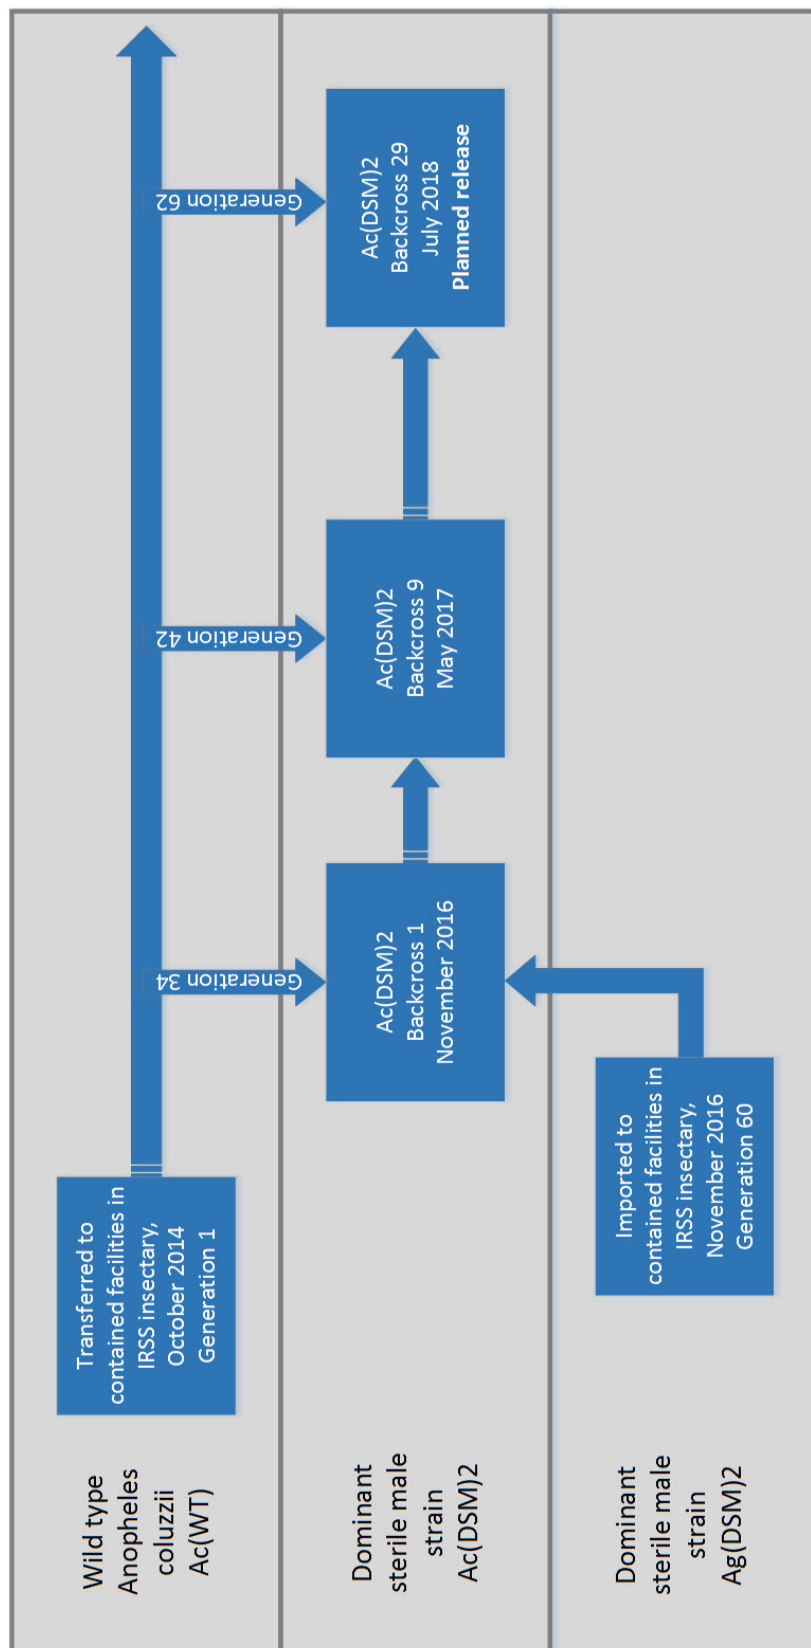 Wild type
Anopheles
coluzzii
Ac(WT)
Transferred to
contained facilities in
IRSS insectary,
October 2014
Generation 1
Generation 34
Generation 42
Generation 62
Dominant
sterile male
strain
Ac(DSM)2
Ac(DSM)2
Backcross 1
November 2016
Ac(DSM)2
Backcross 9
May 2017
Ac(DSM)2
Backcross 29
July 2018
Planned release
Dominant
sterile male
strain
Ag(DSM)2
Imported to
contained facilities in
IRSS insectary,
November 2016
Generation 60